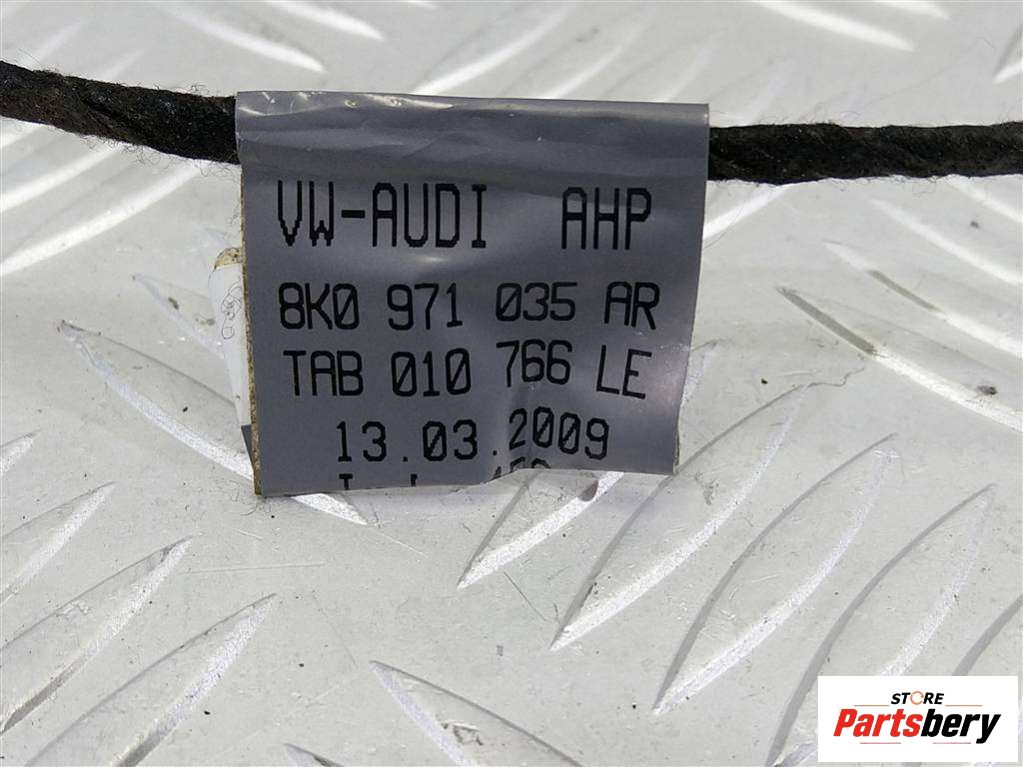 VW-AUDI AHP
8K0 971 035 AR
TAB 010 766 LE
13.03.2009
STORE
Partsbery